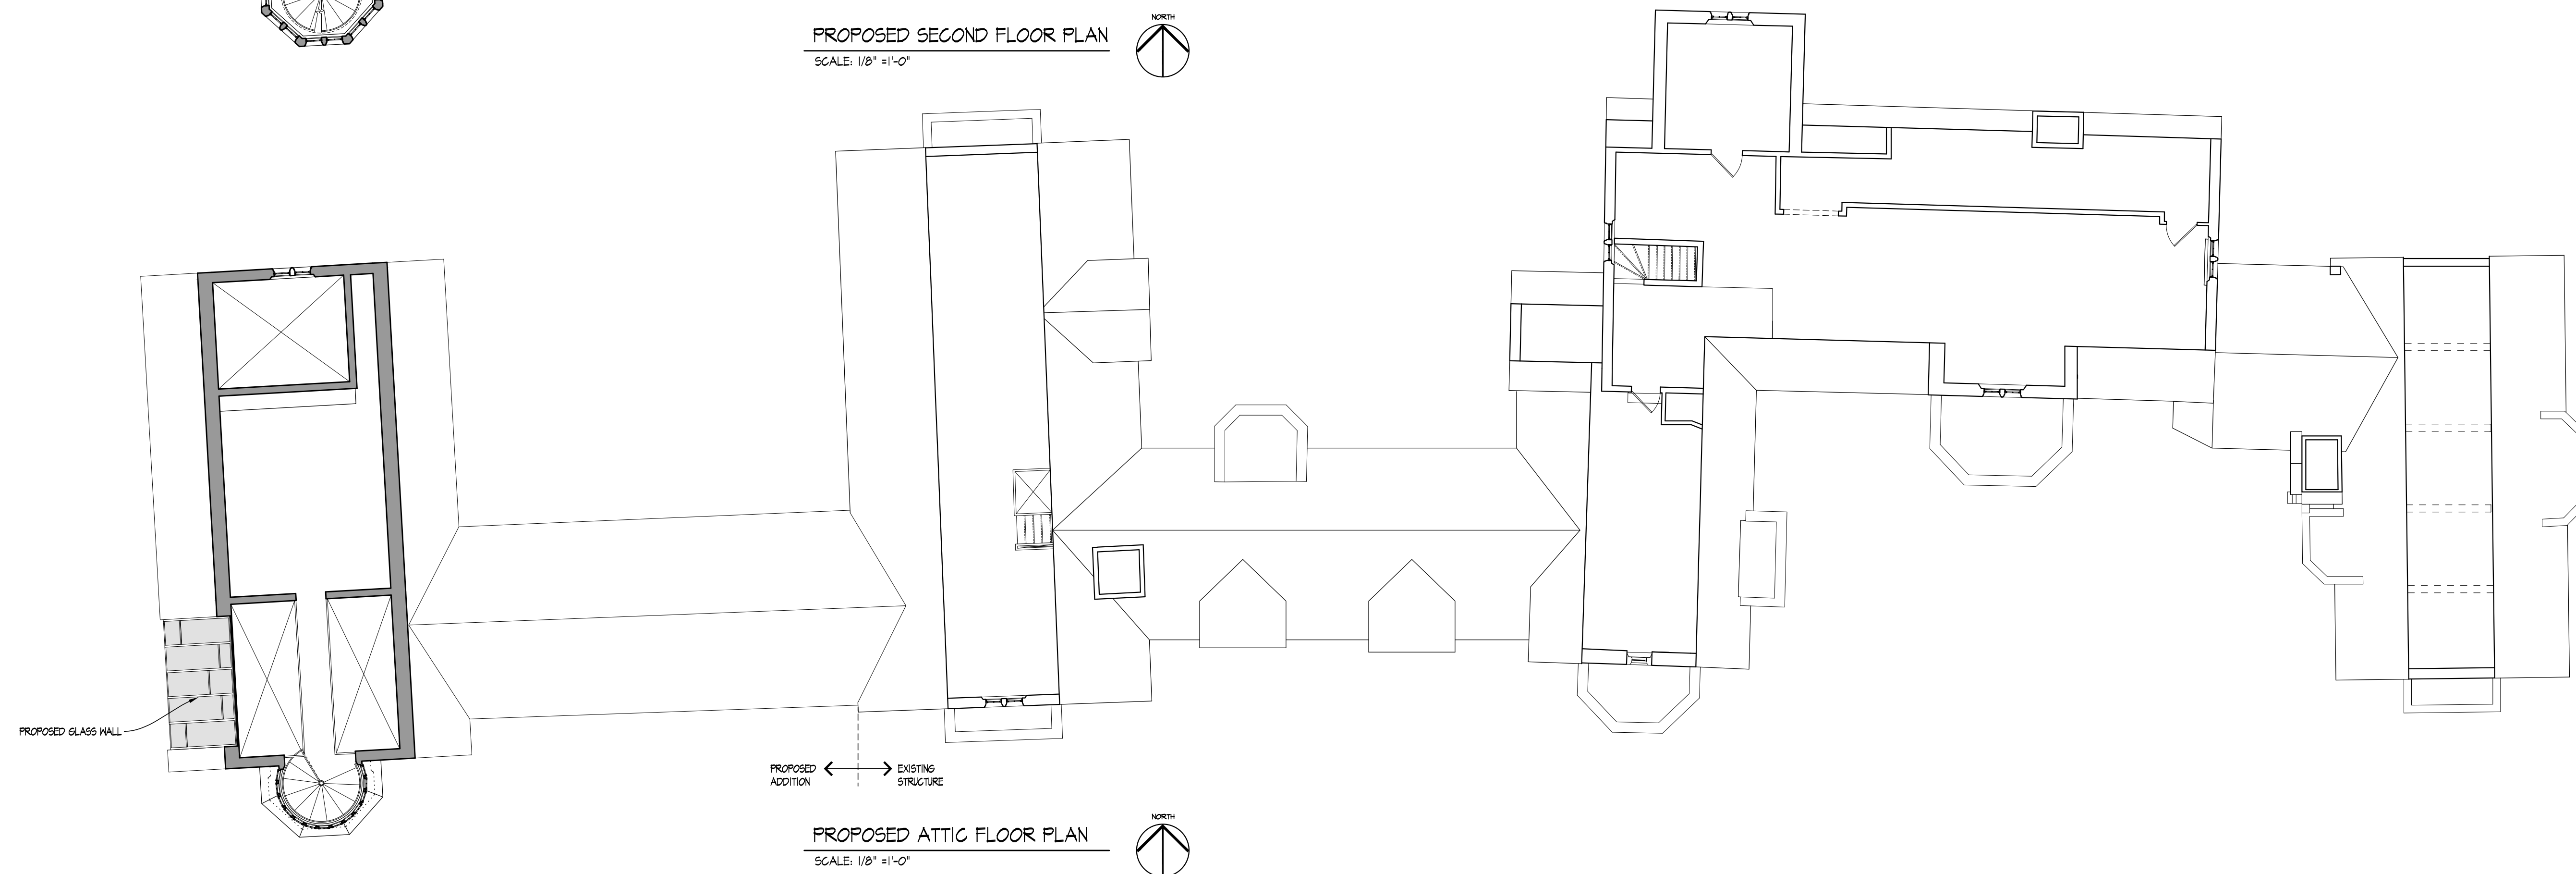 NORTH
PROPOSED SECOND FLOOR PLAN
SCALE: 1/8" =1'-0"
PROPOSED GLASS WALL
PROPOSED
ADDITION
EXISTING
STRUCTURE
NORTH
PROPOSED ATTIC FLOOR PLAN
SCALE: 1/8" =1'-0"